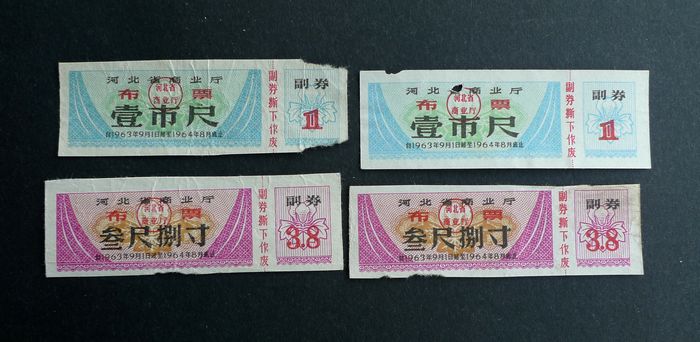 河北省商业厅
布 票
河北省
商业厅
壹市尺
自1963年9月1日起至1964年8月底止
副券撕下作废
副券
1
河北省商业厅
布 票
河北省
商业厅
壹市尺
自1963年9月1日起至1964年8月底止
副券撕下作废
副券
1
河北省商业厅
布 票
河北省
商业厅
叁尺捌寸
自1963年9月1日起至1964年8月底止
副券撕下作废
副券
3.8
河北省商业厅
布 票
河北省
商业厅
叁尺捌寸
自1963年9月1日起至1964年8月底止
副券撕下作废
副券
3.8